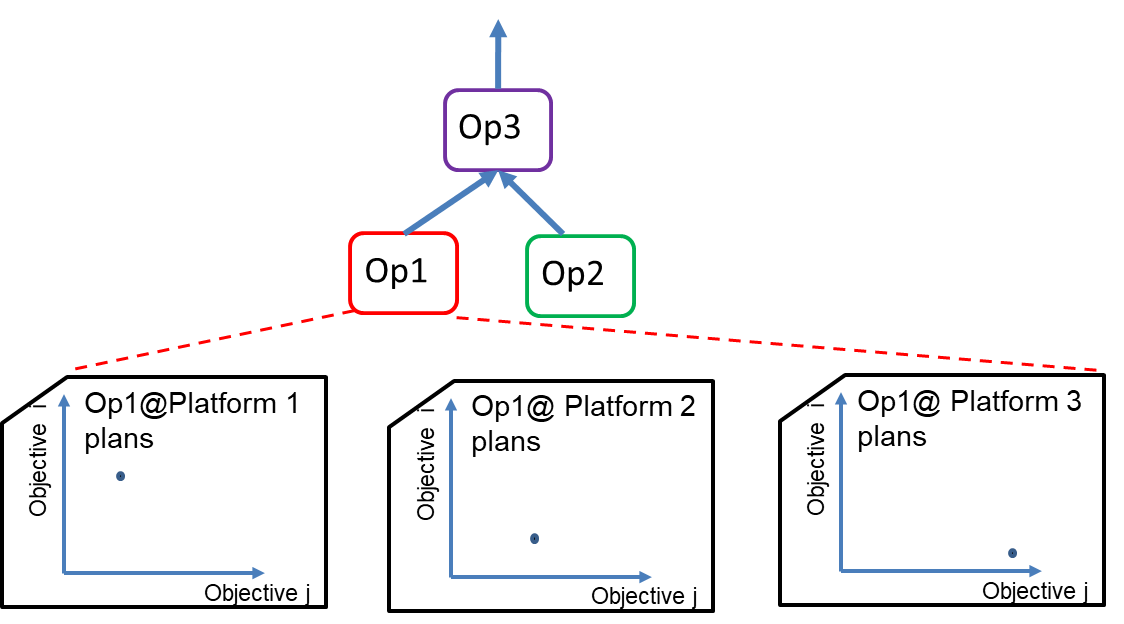 Op3
Op1
Op2
Op1@Platform 1
plans
Objective i
Objective j
Op1@ Platform 2
plans
Objective i
Objective j
Op1@ Platform 3
plans
Objective i
Objective j